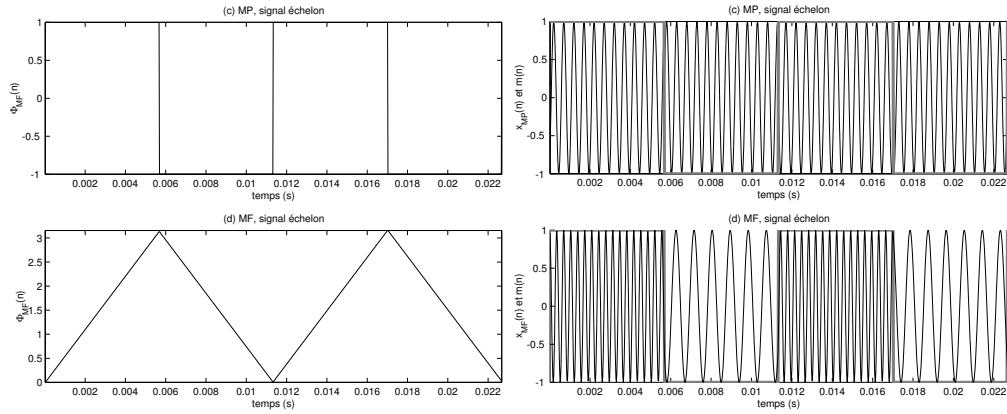 (c) MP, signal échelon
1
0.5
0
-0.5
-1
Φ_MF(n)
0.002 0.004 0.006 0.008 0.01 0.012 0.014 0.016 0.018 0.02 0.022
temps (s)
(c) MP, signal échelon
1
0.5
0
-0.5
-1
x_MP(n) et m(n)
0.002 0.004 0.006 0.008 0.01 0.012 0.014 0.016 0.018 0.02 0.022
temps (s)
(d) MF, signal échelon
3
2.5
2
1.5
1
0.5
0
Φ_MF(n)
0.002 0.004 0.006 0.008 0.01 0.012 0.014 0.016 0.018 0.02 0.022
temps (s)
(d) MF, signal échelon
1
0.5
0
-0.5
-1
x_MF(n) et m(n)
0.002 0.004 0.006 0.008 0.01 0.012 0.014 0.016 0.018 0.02 0.022
temps (s)